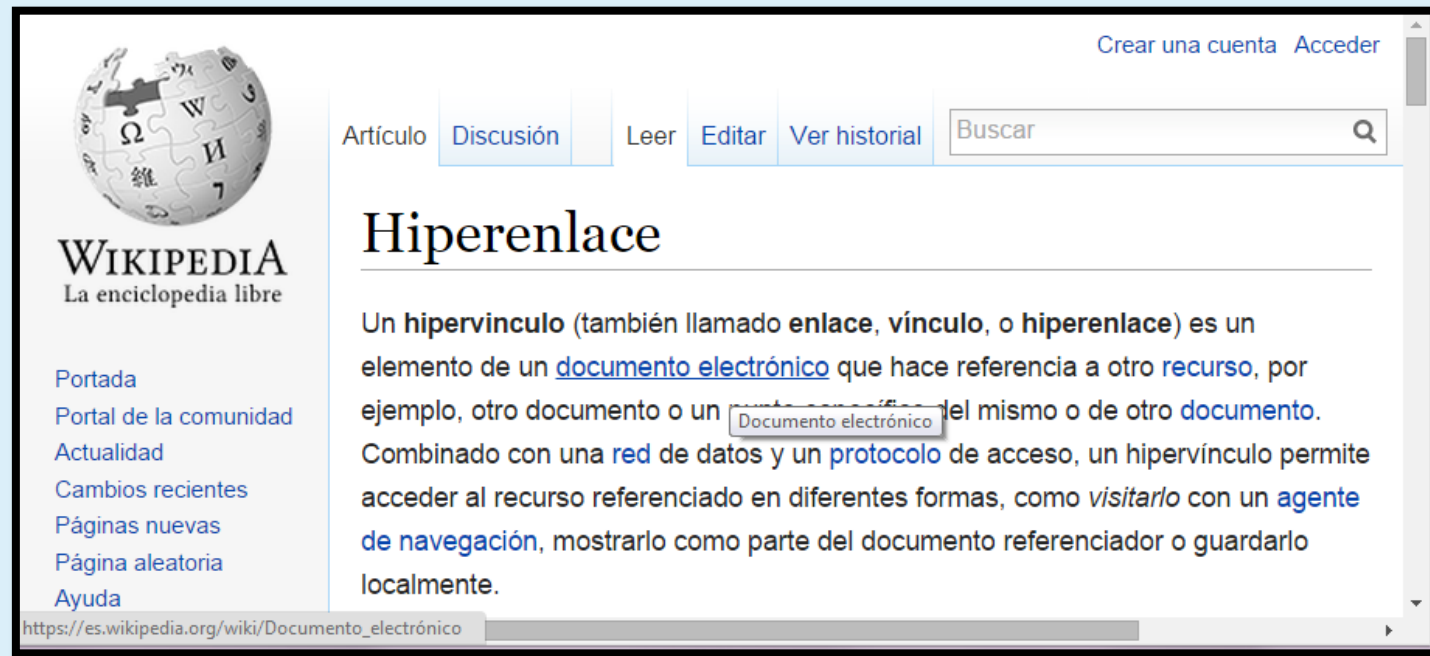 Crear una cuenta Acceder
Artículo Discusión Leer Editar Ver historial Buscar
WIKIPEDIA
La enciclopedia libre
Portada
Portal de la comunidad
Actualidad
Cambios recientes
Páginas nuevas
Página aleatoria
Ayuda
Hiperenlace
Un hipervinculo (también llamado enlace, vínculo, o hiperenlace) es un
elemento de un documento electrónico que hace referencia a otro recurso, por
ejemplo, otro documento o un punto específico del mismo o de otro documento.
Documento electrónico
Combinado con una red de datos y un protocolo de acceso, un hipervínculo permite
acceder al recurso referenciado en diferentes formas, como visitarlo con un agente
de navegación, mostrarlo como parte del documento referenciador o guardarlo
localmente.
https://es.wikipedia.org/wiki/Documento_electrónico